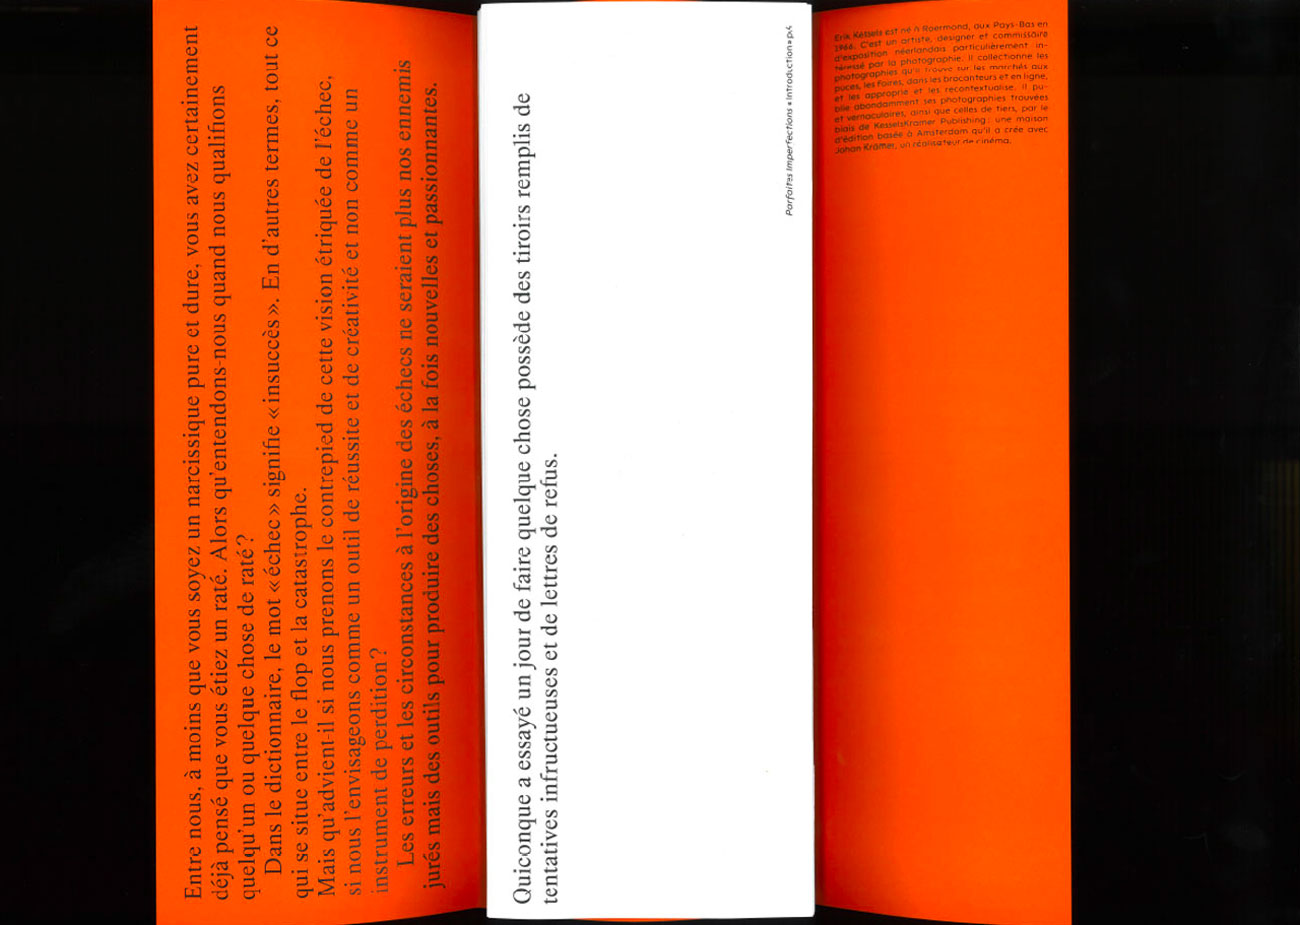 Entre nous, à moins que vous soyez un narcissique pure et dure, vous avez certainement
déjà pensé que vous étiez un raté. Alors qu’entendons-nous quand nous qualifions
quelqu’un ou quelque chose de raté ?
Dans le dictionnaire, le mot « échec » signifie « insuccès ». En d’autres termes, tout ce
qui se situe entre le flop et la catastrophe.
Mais qu’advient-il si nous prenons le contrepied de cette vision étriquée de l’échec,
si nous l’envisageons comme un outil de réussite et de créativité et non comme un
instrument de perdition ?
Les erreurs et les circonstances à l’origine des échecs ne seraient plus nos ennemis
jurés mais des outils pour produire des choses, à la fois nouvelles et passionnantes.
Quiconque a essayé un jour de faire quelque chose possède des tiroirs remplis de
tentatives infructueuses et de lettres de refus.
Parfaites Imperfections • Introduction • p.4
Erik Kessels est né à Roermond, aux Pays-Bas en
1966. C’est un artiste, designer et commissaire
d’exposition néerlandais particulièrement in-
téressé par la photographie. Il collectionne les
photographies qu’il trouve sur les marchés aux
puces, les foires, dans les brocanteurs et en ligne,
et les approprie et les recontextualise. Il pu-
blie abondamment ses photographies trouvées
et vernaculaires, ainsi que celles de tiers, par le
biais de KesselsKramer Publishing : une maison
d’édition basée à Amsterdam qu’il a crée avec
Johan Kramer, un réalisateur de cinéma.